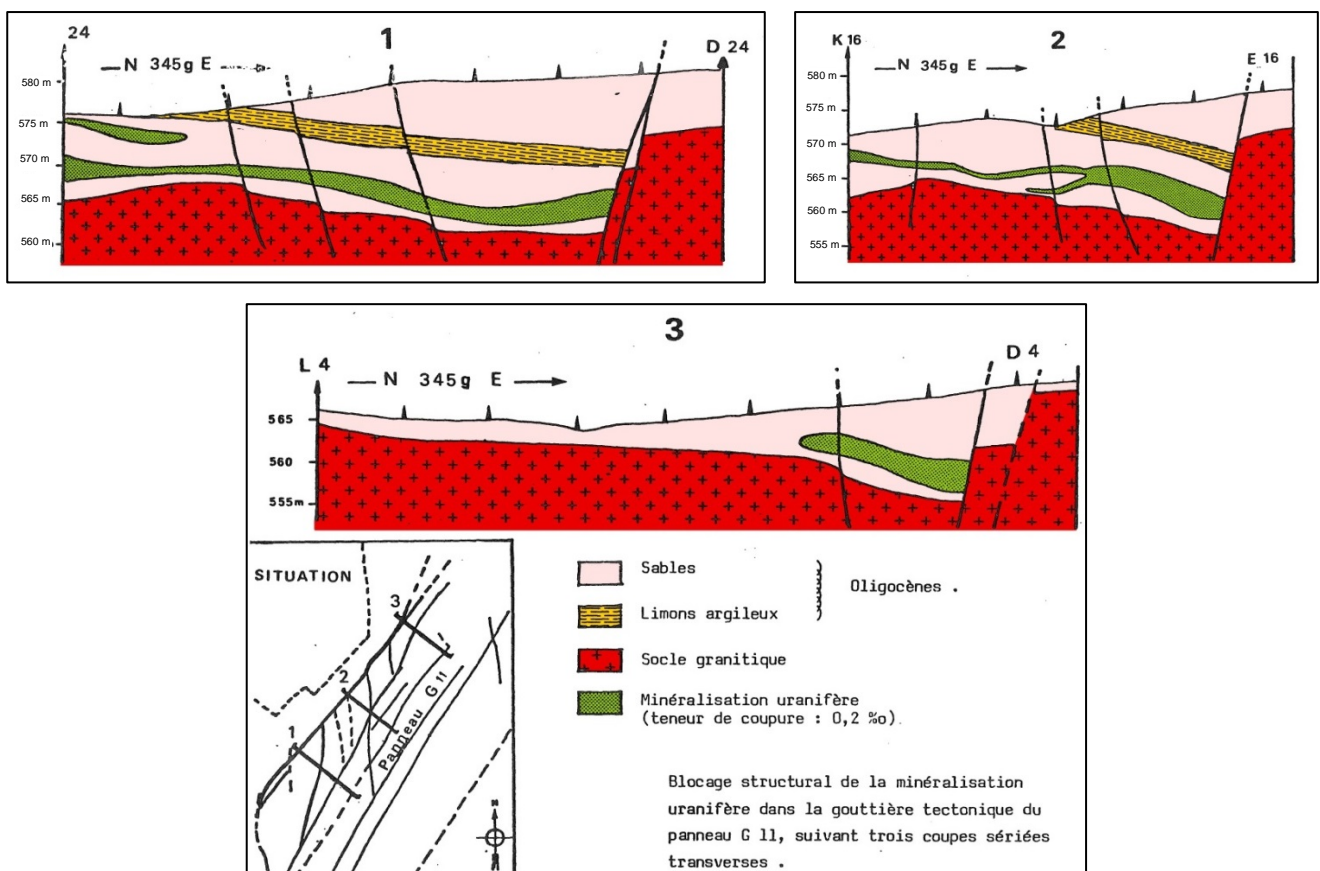 1
24
D 24
N 345g E
580 m
575 m
570 m
565 m
560 m
2
K 16
E 16
N 345g E
580 m
575 m
570 m
565 m
560 m
555 m
3
L 4
N 345g E
D 4
565
560
555m
SITUATION
3
2
1
Panneau G 11
N
Sables
Limons argileux
Oligocènes .
Socle granitique
Minéralisation uranifère
(teneur de coupure : 0,2 ‰)
Blocage structural de la minéralisation
uranifère dans la gouttière tectonique du
panneau G 11, suivant trois coupes sériées
transverses .